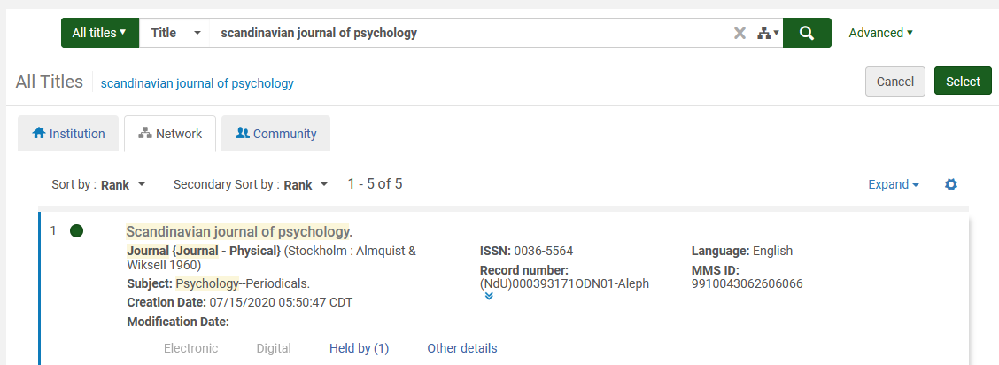 All titles Title scandinavian journal of psychology Advanced
All Titles scandinavian journal of psychology Cancel Select
Institution Network Community
Sort by : Rank Secondary Sort by : Rank 1 - 5 of 5 Expand
1 Scandinavian journal of psychology.
Journal {Journal - Physical} (Stockholm : Almquist & ISSN: 0036-5564 Language: English
Wiksell 1960) Record number: MMS ID:
Subject: Psychology--Periodicals. (NdU)000393171ODN01-Aleph 9910043062606066
Creation Date: 07/15/2020 05:50:47 CDT
Modification Date: -
Electronic Digital Held by (1) Other details